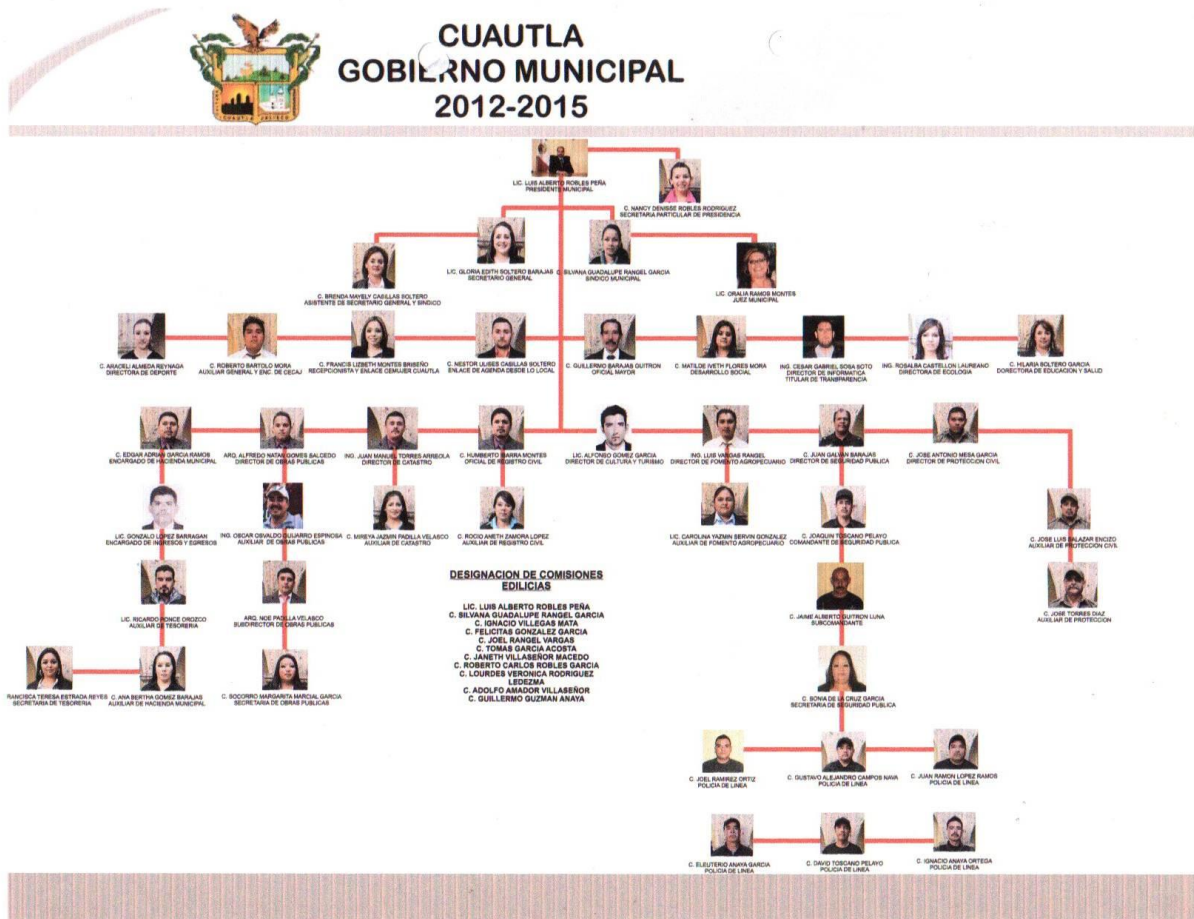 CUAUTLA
GOBIERNO MUNICIPAL
2012-2015
CUAUTLA JALISCO
LIC. LUIS ALBERTO ROBLES PEÑA
PRESIDENTE MUNICIPAL
C. NANCY DENISSE ROBLES RODRIGUEZ
SECRETARIA PARTICULAR DE PRESIDENCIA
LIC. GLORIA EDITH SOLTERO BARAJAS
SECRETARIO GENERAL
C. SILVANA GUADALUPE RANGEL GARCIA
SINDICO MUNICIPAL
C. BRENDA MAYELY CASILLAS SOLTERO
ASISTENTE DE SECRETARIO GENERAL Y SINDICO
LIC. ORALIA RAMOS MONTES
JUEZ MUNICIPAL
C. ARACELI ALMEDA REYNAGA
DIRECTORA DE DEPORTE
C. ROBERTO BARTOLO MORA
AUXILIAR GENERAL Y ENC. DE CECAJ
C. FRANCIS LIZBETH MONTES BRISEÑO
RECEPCIONISTA Y ENLACE CEMUJER CUAUTLA
C. NESTOR ULISES CASILLAS SOLTERO
ENLACE DE AGENDA DESDE LO LOCAL
C. GUILLERMO BARAJAS GUITRON
OFICIAL MAYOR
C. MATILDE IVETH FLORES MORA
DESARROLLO SOCIAL
ING. CESAR GABRIEL SOSA SOTO
DIRECTOR DE INFORMATICA
TITULAR DE TRANSPARENCIA
ING. ROSALBA CASTELLON LAUREANO
DIRECTORA DE ECOLOGIA
C. HILARIA SOLTERO GARCIA
DORECTORA DE EDUCACION Y SALUD
C. EDGAR ADRIAN GARCIA RAMOS
ENCARGADO DE HACIENDA MUNICIPAL
ARQ. ALFREDO NATAN GOMES SALCEDO
DIRECTOR DE OBRAS PUBLICAS
ING. JUAN MANUEL TORRES ARREOLA
DIRECTOR DE CATASTRO
C. HUMBERTO IBARRA MONTES
OFICIAL DE REGISTRO CIVIL
LIC. ALFONSO GOMEZ GARCIA
DIRECTOR DE CULTURA Y TURISMO
ING. LUIS VARGAS RANGEL
DIRECTOR DE FOMENTO AGROPECUARIO
C. JUAN GALVAN BARAJAS
DIRECTOR DE SEGURIDAD PUBLICA
C. JOSE ANTONIO MESA GARCIA
DIRECTOR DE PROTECCION CIVIL
LIC. GONZALO LOPEZ BARRAGAN
ENCARGADO DE INGRESOS Y EGRESOS
ING. OSCAR OSVALDO GUIJARRO ESPINOSA
AUXILIAR DE OBRAS PUBLICAS
C. MIREYA JAZMIN PADILLA VELASCO
AUXILIAR DE CATASTRO
C. ROCIO ANETH ZAMORA LOPEZ
AUXILIAR DE REGISTRO CIVIL
LIC. CAROLINA YAZMIN SERVIN GONZALEZ
AUXILIAR DE FOMENTO AGROPECUARIO
C. JOAQUIN TOSCANO PELAYO
COMANDANTE DE SEGURIDAD PUBLICA
C. JOSE LUIS SALAZAR ENCIZO
AUXILIAR DE PROTECCION CIVIL
LIC. RICARDO PONCE OROZCO
AUXILIAR DE TESORERIA
ARQ. NOE PADILLA VELASCO
SUBDIRECTOR DE OBRAS PUBLICAS
C. JAIME ALBERTO GUITRON LUNA
SUBCOMANDANTE
C. JOSE TORRES DIAZ
AUXILIAR DE PROTECCION
RANCISCA TERESA ESTRADA REYES
SECRETARIA DE TESORERIA
C. ANA BERTHA GOMEZ BARAJAS
AUXILIAR DE HACIENDA MUNICIPAL
C. SOCORRO MARGARITA MARCIAL GARCIA
SECRETARIA DE OBRAS PUBLICAS
DESIGNACION DE COMISIONES
EDILICIAS
LIC. LUIS ALBERTO ROBLES PEÑA
C. SILVANA GUADALUPE RANGEL GARCIA
C. IGNACIO VILLEGAS MATA
C. FELICITAS GONZALEZ GARCIA
C. JOEL RANGEL VARGAS
C. TOMAS GARCIA ACOSTA
C. JANETH VILLASEÑOR MACEDO
C. ROBERTO CARLOS ROBLES GARCIA
C. LOURDES VERONICA RODRIGUEZ
LEDEZMA
C. ADOLFO AMADOR VILLASEÑOR
C. GUILLERMO GUZMAN ANAYA
C. SONIA DE LA CRUZ GARCIA
SECRETARIA DE SEGURIDAD PUBLICA
C. JOEL RAMIREZ ORTIZ
POLICIA DE LINEA
C. GUSTAVO ALEJANDRO CAMPOS NAVA
POLICIA DE LINEA
C. JUAN RAMON LOPEZ RAMOS
POLICIA DE LINEA
C. ELEUTERIO ANAYA GARCIA
POLICIA DE LINEA
C. DAVID TOSCANO PELAYO
POLICIA DE LINEA
C. IGNACIO ANAYA ORTEGA
POLICIA DE LINEA